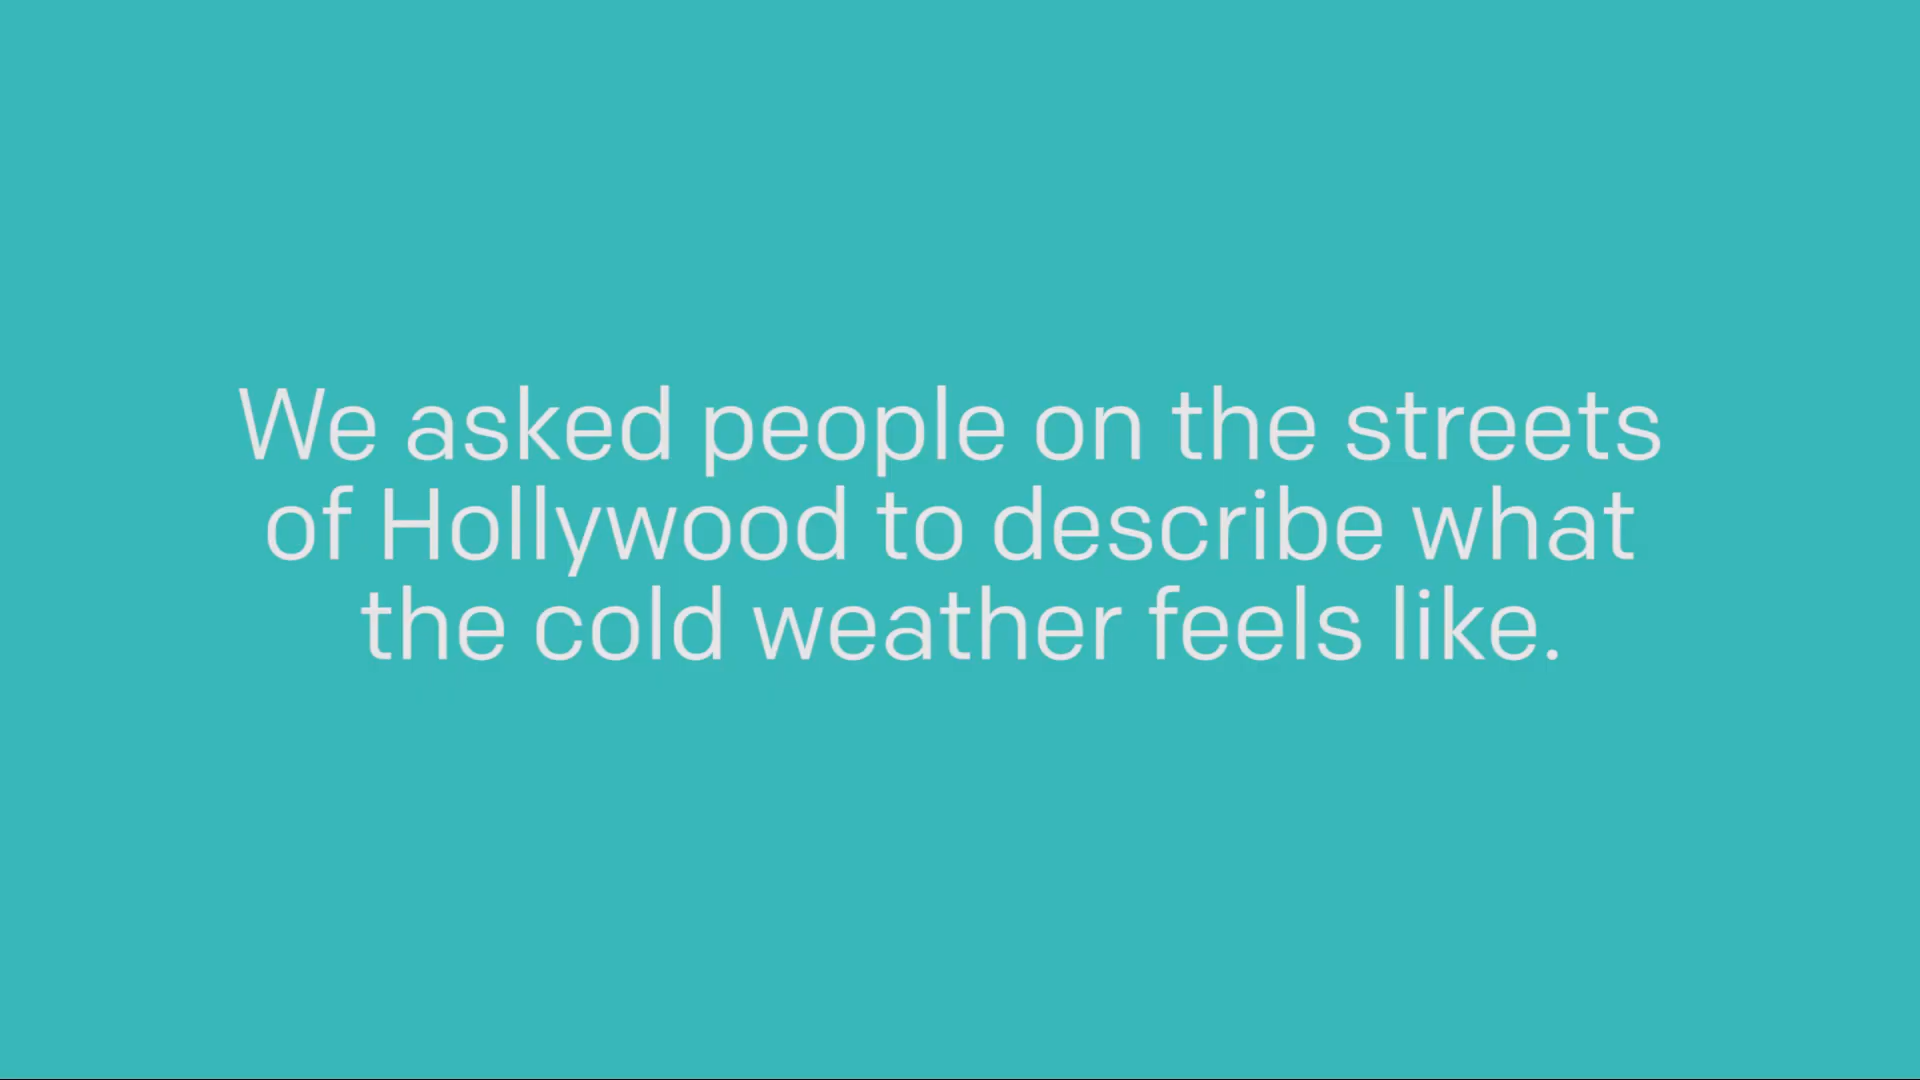 We asked people on the streets
of Hollywood to describe what
the cold weather feels like.